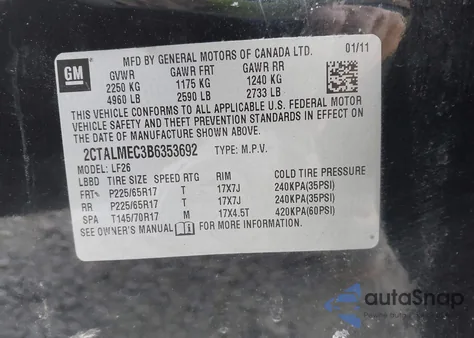 MFD BY GENERAL MOTORS OF CANADA LTD. 01/11
GM
GVWR GAWR FRT GAWR RR
2250 KG 1175 KG 1240 KG
4960 LB 2590 LB 2733 LB
THIS VEHICLE CONFORMS TO ALL APPLICABLE U.S. FEDERAL MOTOR
VEHICLE SAFETY AND THEFT PREVENTION STANDARDS IN EFFECT ON
THE DATE OF MANUFACTURE SHOWN ABOVE.
2CTALMEC3B6353692 TYPE: M.P.V.
MODEL: LF26
LBBD TIRE SIZE SPEED RTG RIM COLD TIRE PRESSURE
FRT P225/65R17 T 17X7J 240KPA(35PSI)
RR P225/65R17 T 17X7J 240KPA(35PSI)
SPA T145/70R17 M 17X4.5T 420KPA(60PSI)
SEE OWNER'S MANUAL FOR MORE INFORMATION
autoSnap